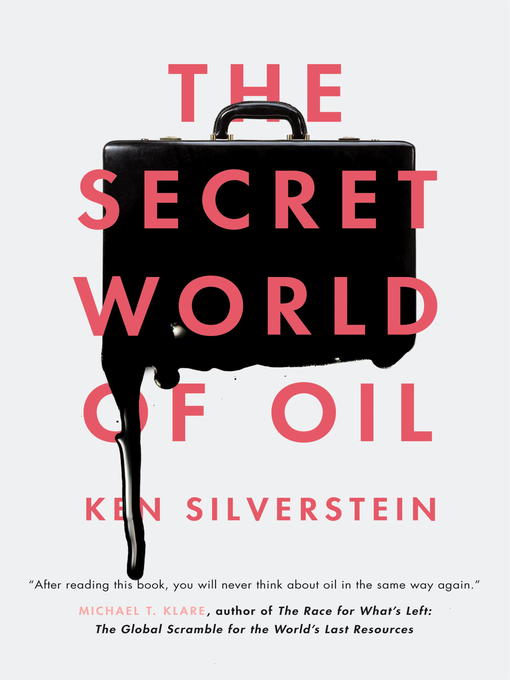 THE
SECRET
WORLD
OF OIL
KEN SILVERSTEIN
“After reading this book, you will never think about oil in the same way again.”
MICHAEL T. KLARE, author of The Race for What’s Left:
The Global Scramble for the World’s Last Resources